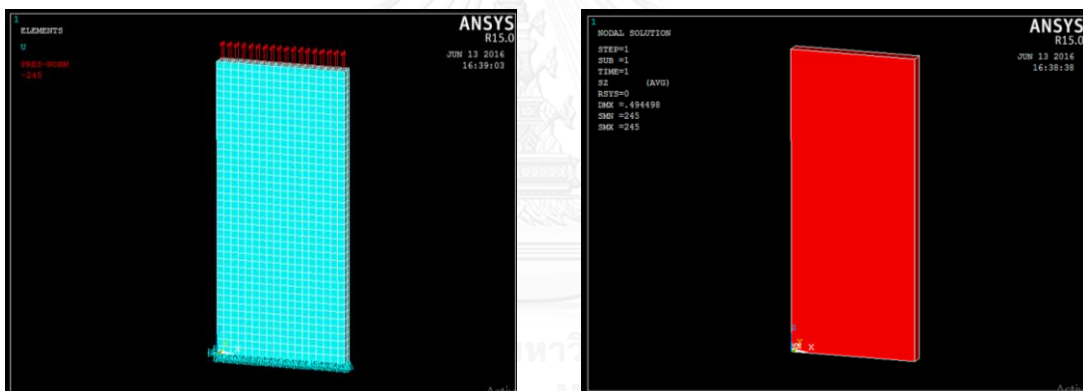 1
ELEMENTS
U
PRES-NORM
-245
ANSYS
R15.0
JUN 13 2016
16:39:03
X
1
NODAL SOLUTION
STEP=1
SUB =1
TIME=1
SZ (AVG)
RSYS=0
DMX =.494498
SMN =245
SMX =245
ANSYS
R15.0
JUN 13 2016
16:38:38
X